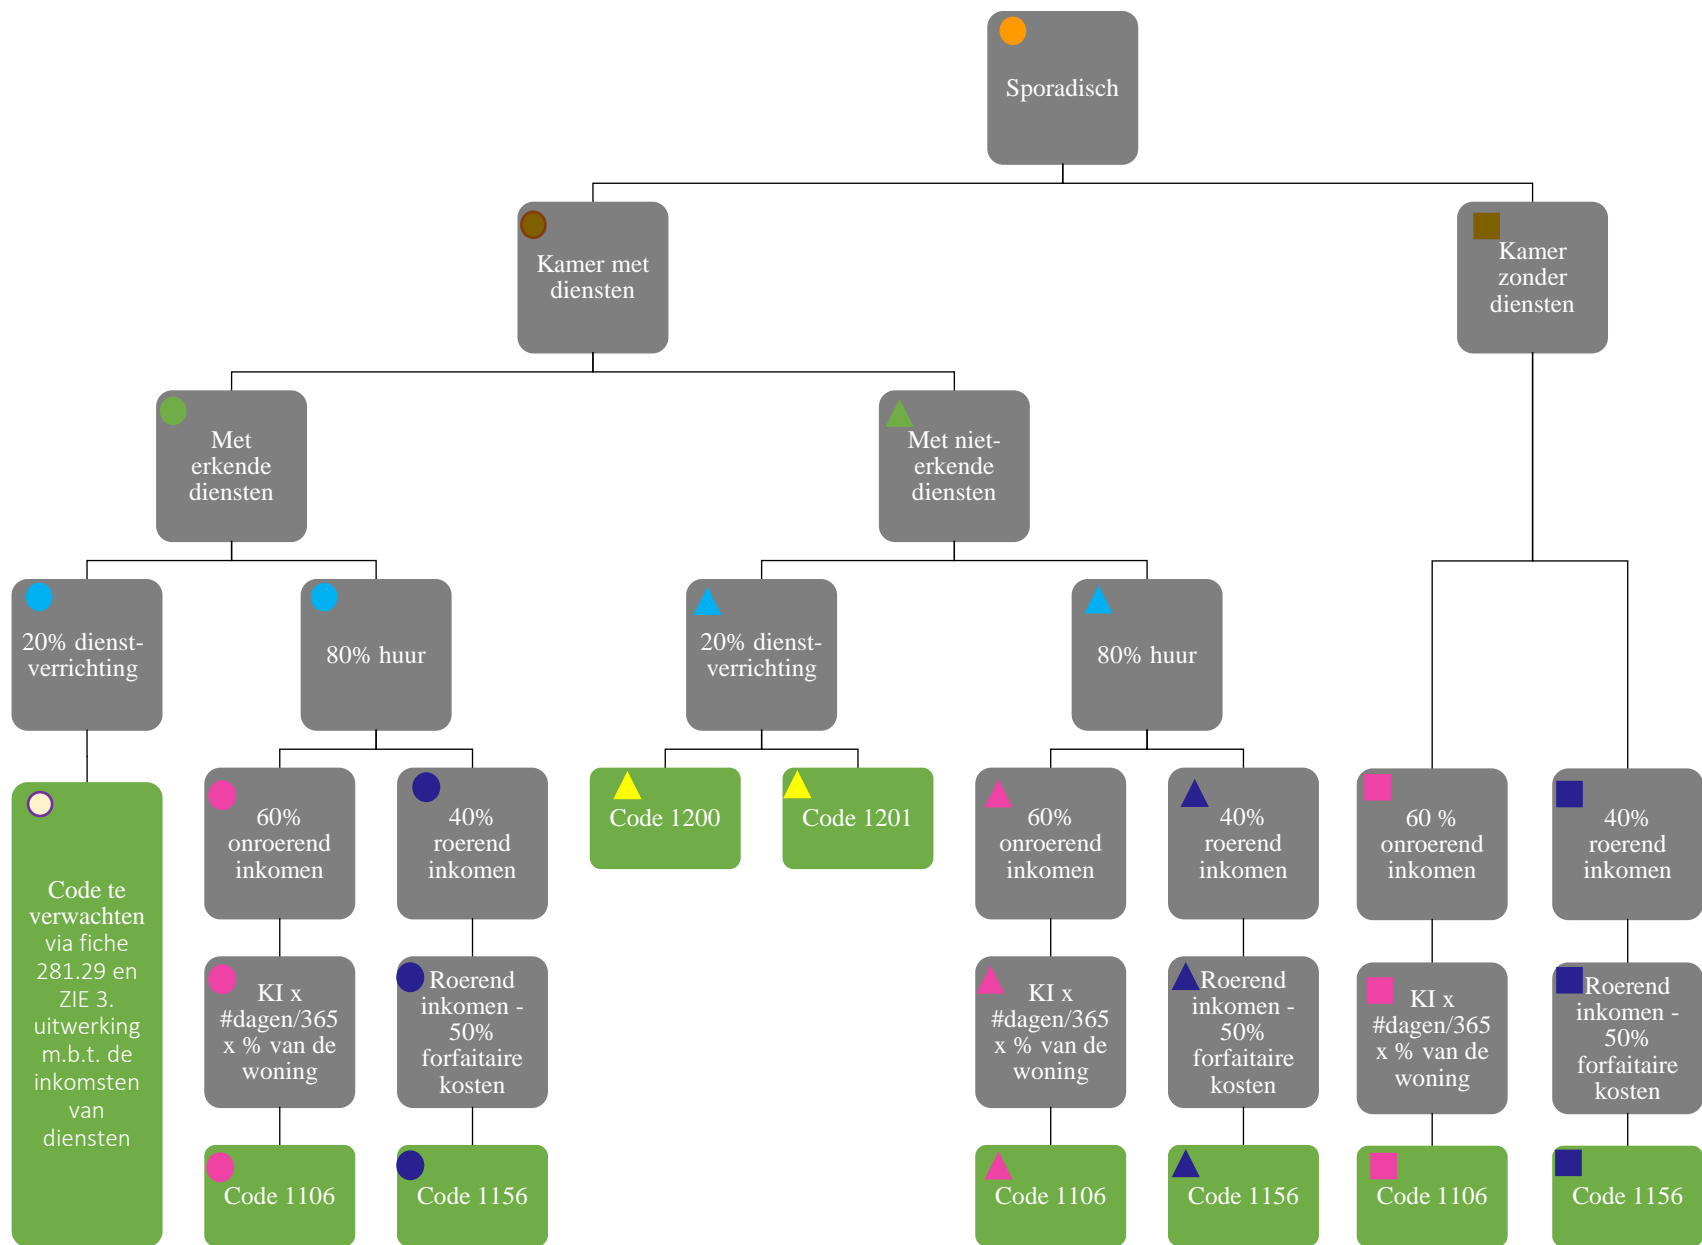 Sporadisch
Kamer met
diensten
Kamer
zonder
diensten
Met
erkende
diensten
Met niet-
erkende
diensten
20% dienst-
verrichting
80% huur
20% dienst-
verrichting
80% huur
Code te
verwachten
via fiche
281.29 en
ZIE 3.
uitwerking
m.b.t. de
inkomsten
van
diensten
60%
onroerend
inkomen
40%
roerend
inkomen
Code 1200
Code 1201
60%
onroerend
inkomen
40%
roerend
inkomen
60 %
onroerend
inkomen
40%
roerend
inkomen
KI x
#dagen/365
x % van de
woning
Roerend
inkomen -
50%
forfaitaire
kosten
KI x
#dagen/365
x % van de
woning
Roerend
inkomen -
50%
forfaitaire
kosten
KI x
#dagen/365
x % van de
woning
Roerend
inkomen -
50%
forfaitaire
kosten
Code 1106
Code 1156
Code 1106
Code 1156
Code 1106
Code 1156